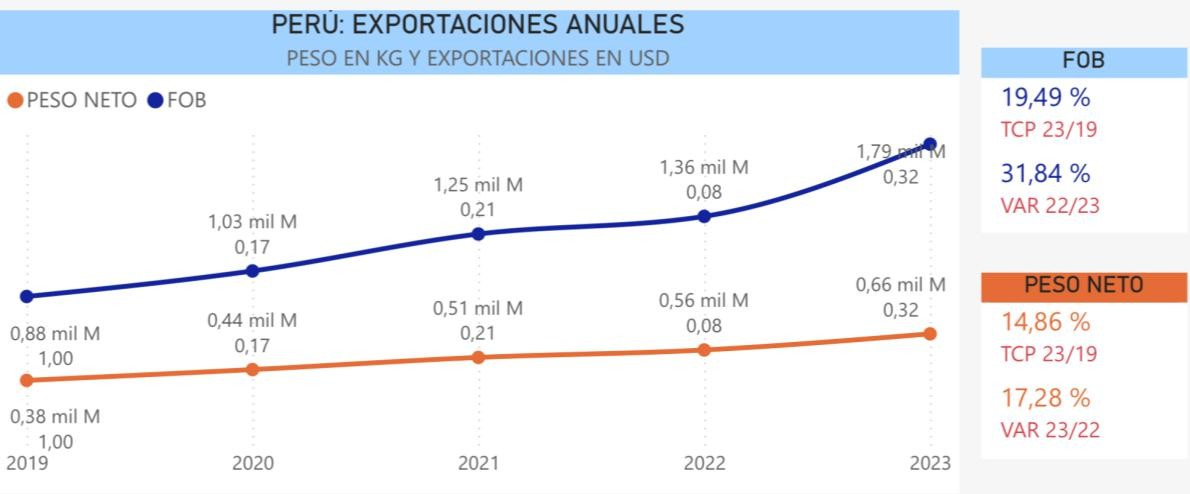 PERÚ: EXPORTACIONES ANUALES
PESO EN KG Y EXPORTACIONES EN USD
PESO NETO FOB
1,79 mil M
0,32
1,36 mil M
0,08
1,25 mil M
0,21
1,03 mil M
0,17
0,88 mil M
1,00
0,66 mil M
0,32
0,56 mil M
0,08
0,51 mil M
0,21
0,44 mil M
0,17
0,38 mil M
1,00
2019 2020 2021 2022 2023
FOB
19,49 %
TCP 23/19
31,84 %
VAR 22/23
PESO NETO
14,86 %
TCP 23/19
17,28 %
VAR 23/22